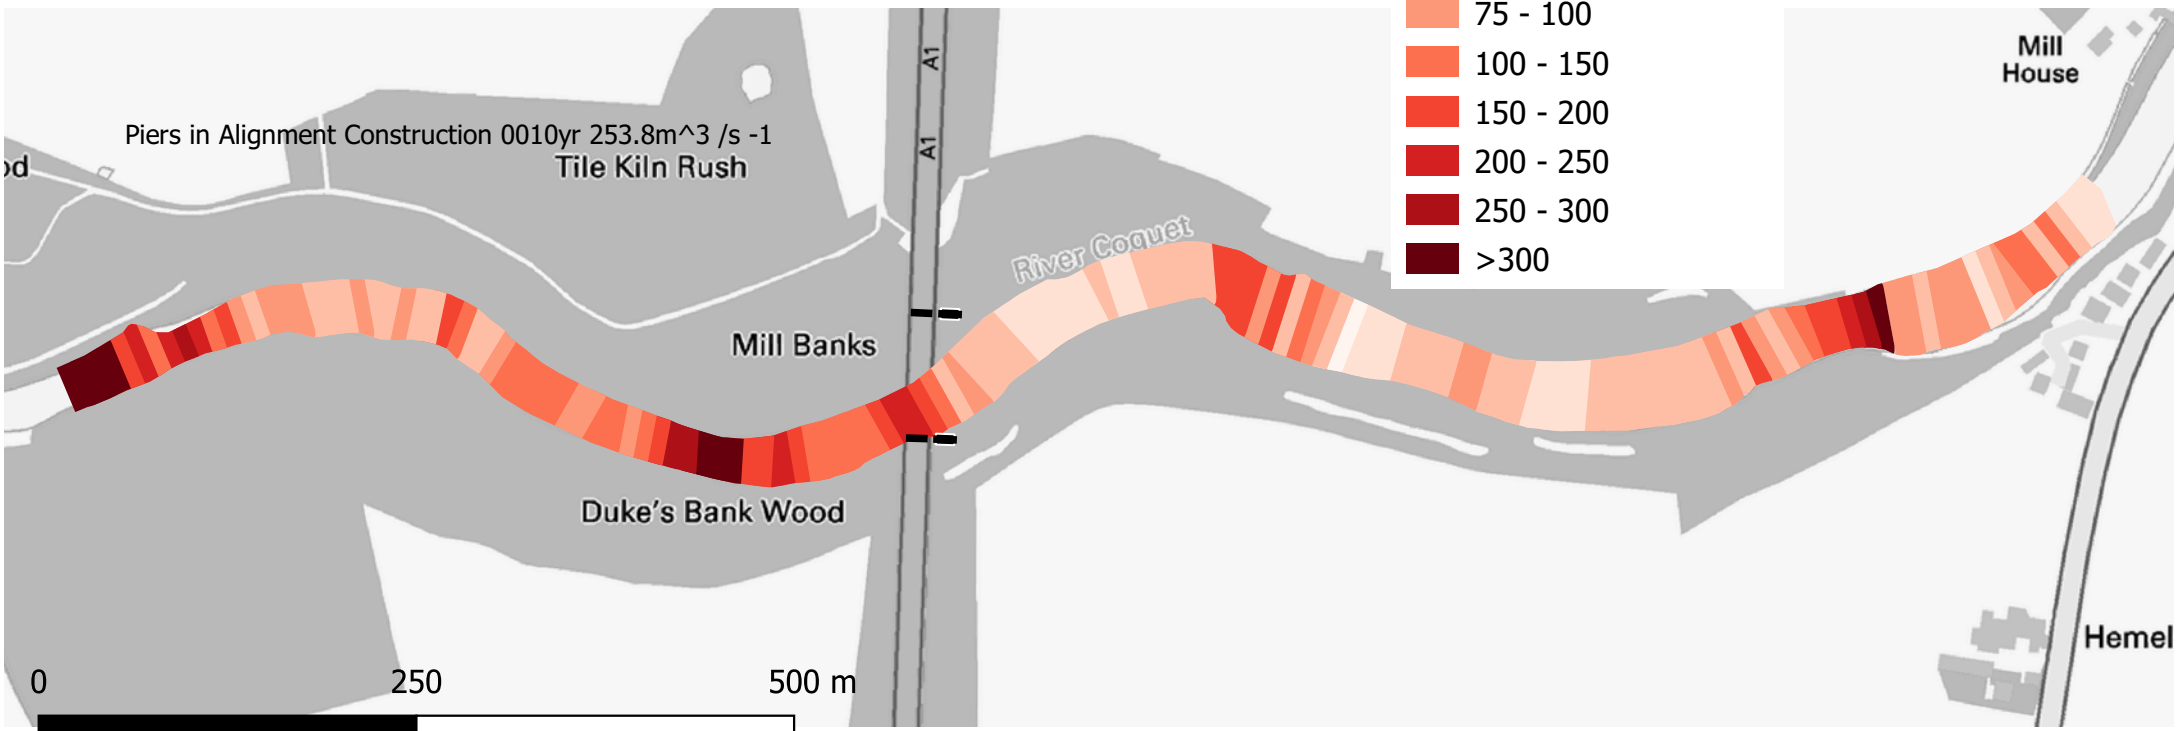 75 - 100
100 - 150
150 - 200
200 - 250
250 - 300
>300
Mill
House
A1
A1
Piers in Alignment Construction 0010yr 253.8m^3 /s -1
od
Tile Kiln Rush
River Coquet
Mill Banks
Duke's Bank Wood
Hemel
0 250 500 m